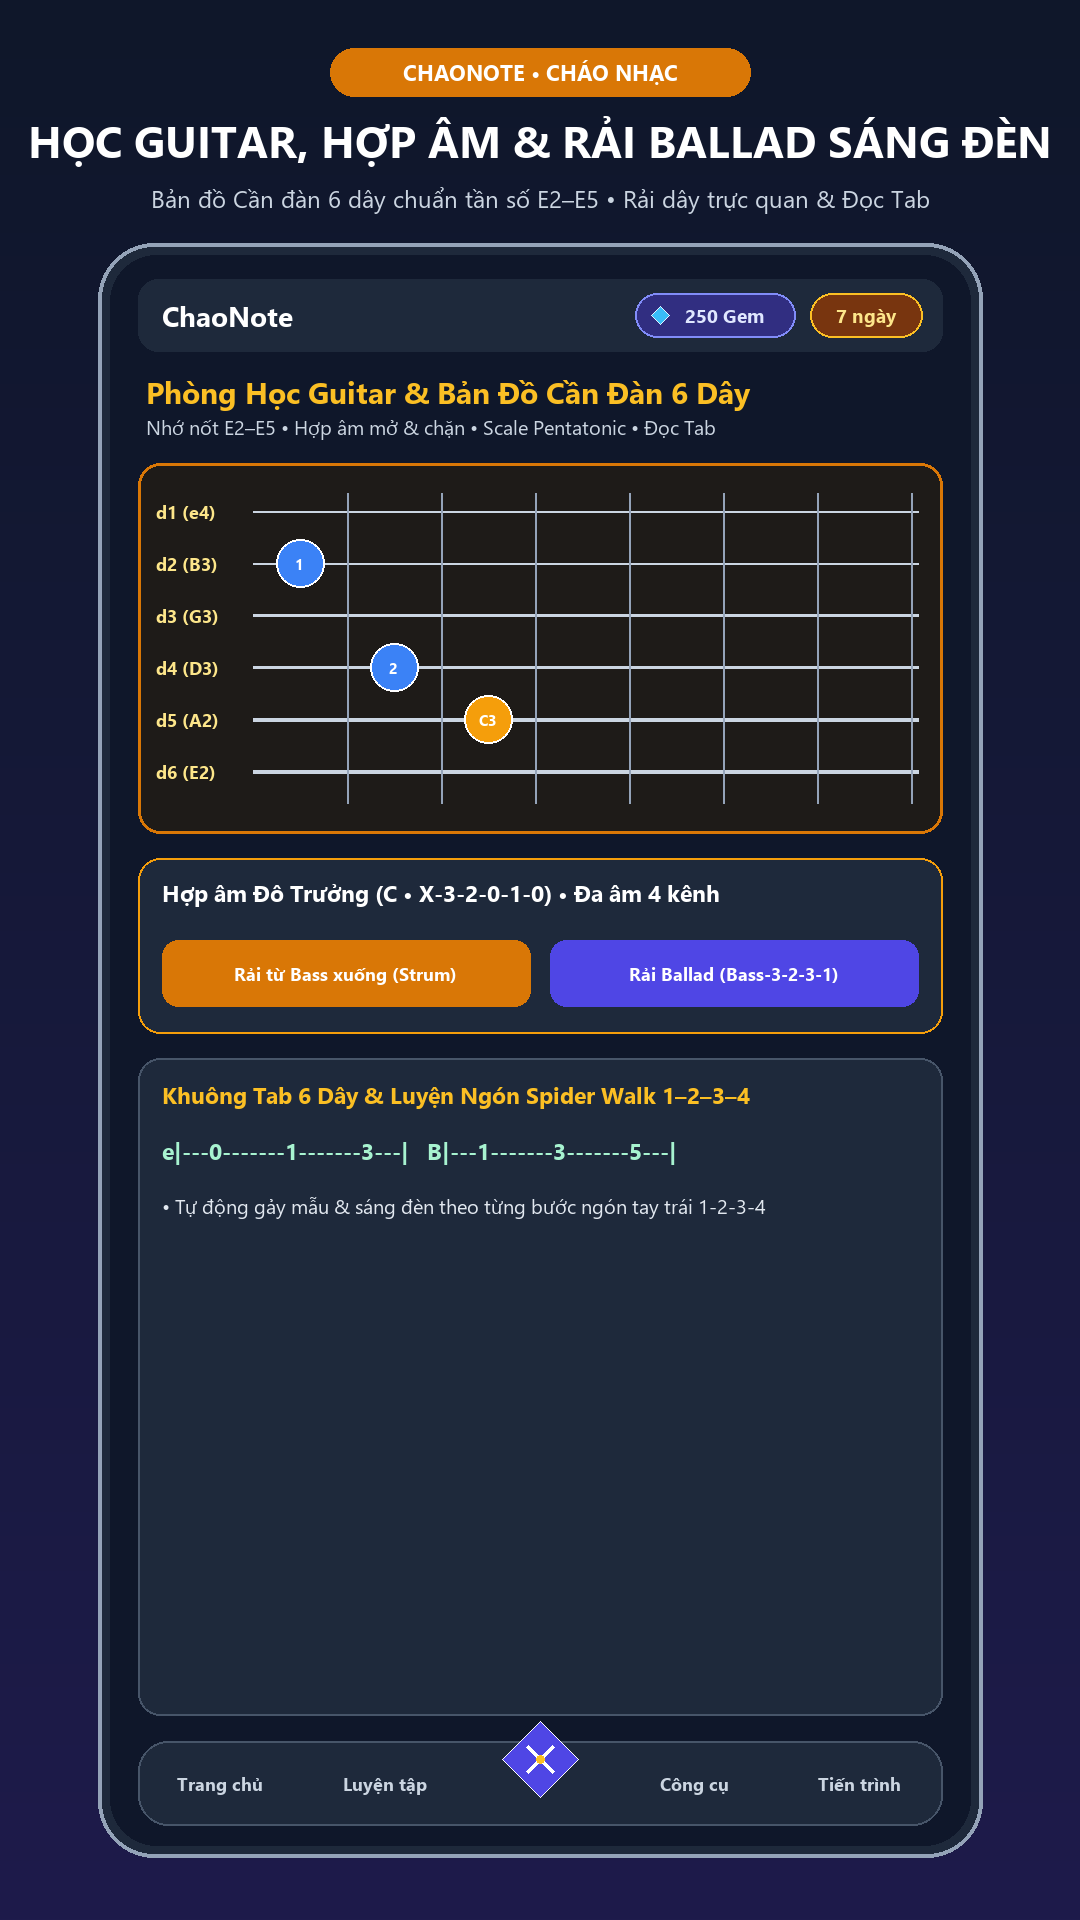 CHAONOTE • CHÁO NHẠC
HỌC GUITAR, HỢP ÂM & RẢI BALLAD SÁNG ĐÈN
Bản đồ Cần đàn 6 dây chuẩn tần số E2–E5 • Rải dây trực quan & Đọc Tab
ChaoNote
250 Gem
7 ngày
Phòng Học Guitar & Bản Đồ Cần Đàn 6 Dây
Nhớ nốt E2–E5 • Hợp âm mở & chặn • Scale Pentatonic • Đọc Tab
d1 (e4)
d2 (B3)
1
d3 (G3)
d4 (D3)
2
d5 (A2)
C3
d6 (E2)
Hợp âm Đô Trưởng (C • X-3-2-0-1-0) • Đa âm 4 kênh
Rải từ Bass xuống (Strum)
Rải Ballad (Bass-3-2-3-1)
Khuông Tab 6 Dây & Luyện Ngón Spider Walk 1–2–3–4
e|---0-------1-------3---|   B|---1-------3-------5---|
• Tự động gảy mẫu & sáng đèn theo từng bước ngón tay trái 1-2-3-4
Trang chủ
Luyện tập
Công cụ
Tiến trình